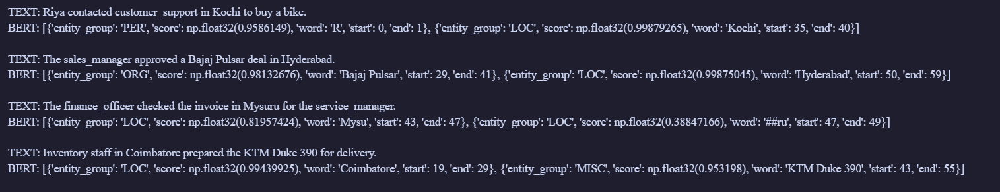 TEXT: Riya contacted customer_support in Kochi to buy a bike.
BERT: [{'entity_group': 'PER', 'score': np.float32(0.9586149), 'word': 'R', 'start': 0, 'end': 1}, {'entity_group': 'LOC', 'score': np.float32(0.99879265), 'word': 'Kochi', 'start': 35, 'end': 40}]
TEXT: The sales_manager approved a Bajaj Pulsar deal in Hyderabad.
BERT: [{'entity_group': 'ORG', 'score': np.float32(0.98132676), 'word': 'Bajaj Pulsar', 'start': 29, 'end': 41}, {'entity_group': 'LOC', 'score': np.float32(0.99875045), 'word': 'Hyderabad', 'start': 50, 'end': 59}]
TEXT: The finance_officer checked the invoice in Mysuru for the service_manager.
BERT: [{'entity_group': 'LOC', 'score': np.float32(0.81957424), 'word': 'Mysu', 'start': 43, 'end': 47}, {'entity_group': 'LOC', 'score': np.float32(0.38847166), 'word': '##ru', 'start': 47, 'end': 49}]
TEXT: Inventory staff in Coimbatore prepared the KTM Duke 390 for delivery.
BERT: [{'entity_group': 'LOC', 'score': np.float32(0.99439925), 'word': 'Coimbatore', 'start': 19, 'end': 29}, {'entity_group': 'MISC', 'score': np.float32(0.953198), 'word': 'KTM Duke 390', 'start': 43, 'end': 55}]